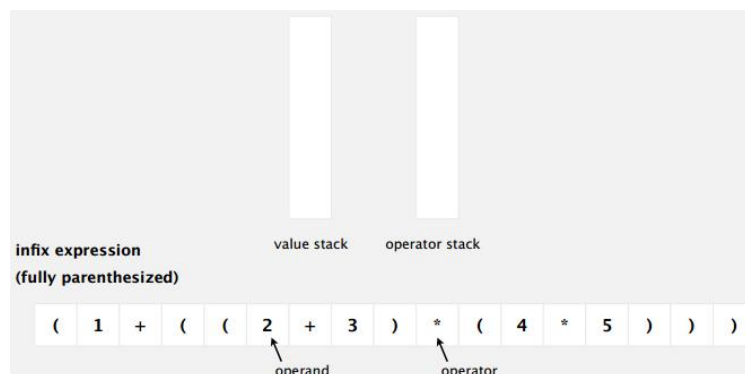 value stack operator stack
infix expression
(fully parenthesized)
( 1 + ( ( 2 + 3 ) * ( 4 * 5 ) ) )
operand operator